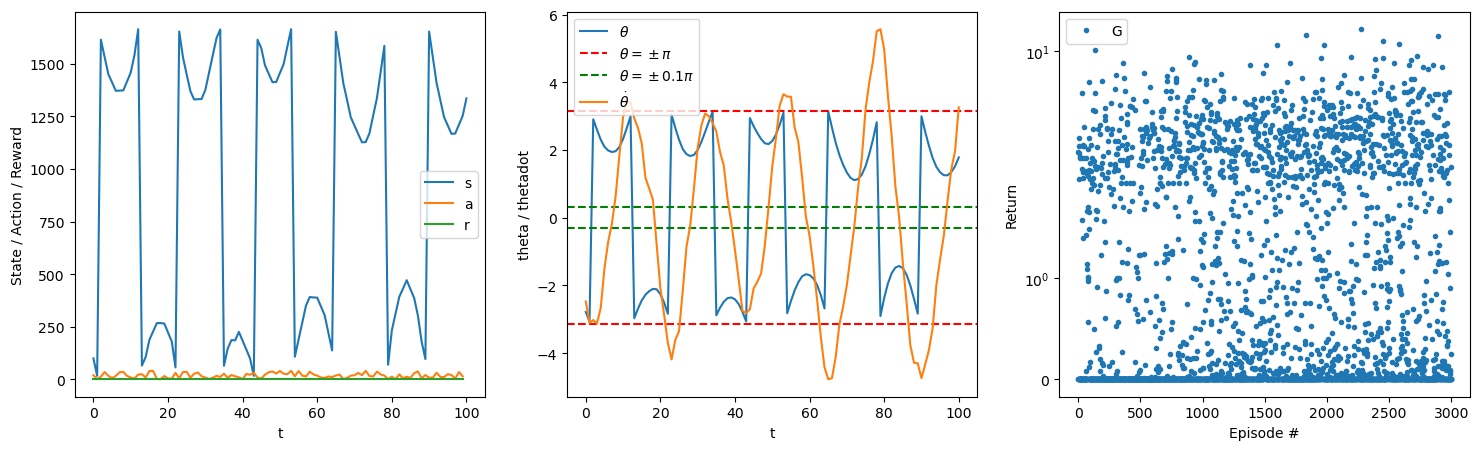 State / Action / Reward
1500
1250
1000
750
500
250
0
0 20 40 60 80 100
t
s
a
r
theta / thetadot
6
4
2
0
−2
−4
0 20 40 60 80 100
t
θ
θ = ±π
θ = ±0.1π
θ̇
Return
10¹
10⁰
0
0 500 1000 1500 2000 2500 3000
Episode #
G